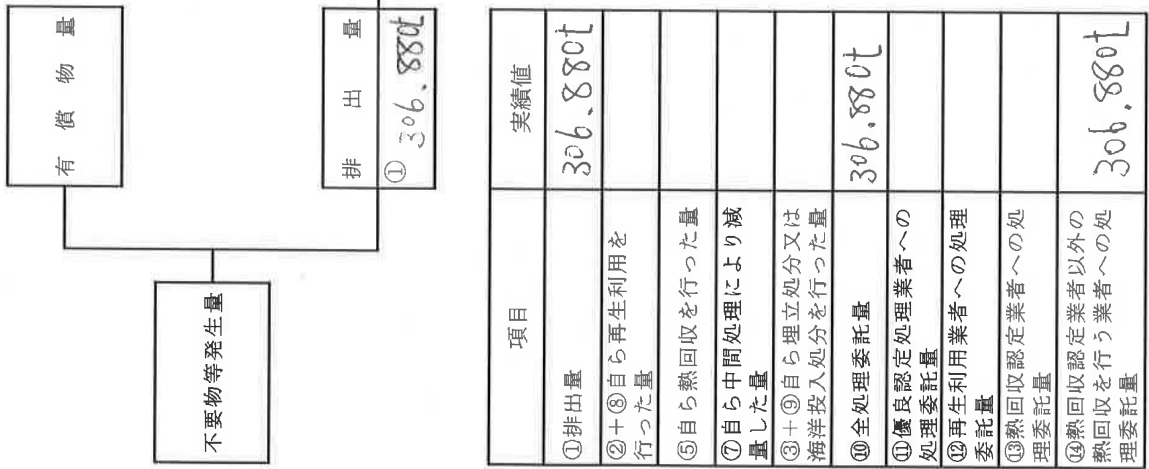 有償物量
排出量
① 306.880t
不要物等発生量
項目
実績値
①排出量
306.880t
②+⑧自ら再生利用を
行った量
⑤自ら熱回収を行った量
⑦自ら中間処理により減
量した量
③+⑨自ら埋立処分又は
海洋投入処分を行った量
⑩全処理委託量
306.880t
⑪優良認定処理業者への
処理委託量
⑫再生利用業者への処理
委託量
⑬熱回収認定業者への処
理委託量
⑭熱回収認定業者以外の
熱回収を行う業者への処
理委託量
306.880t